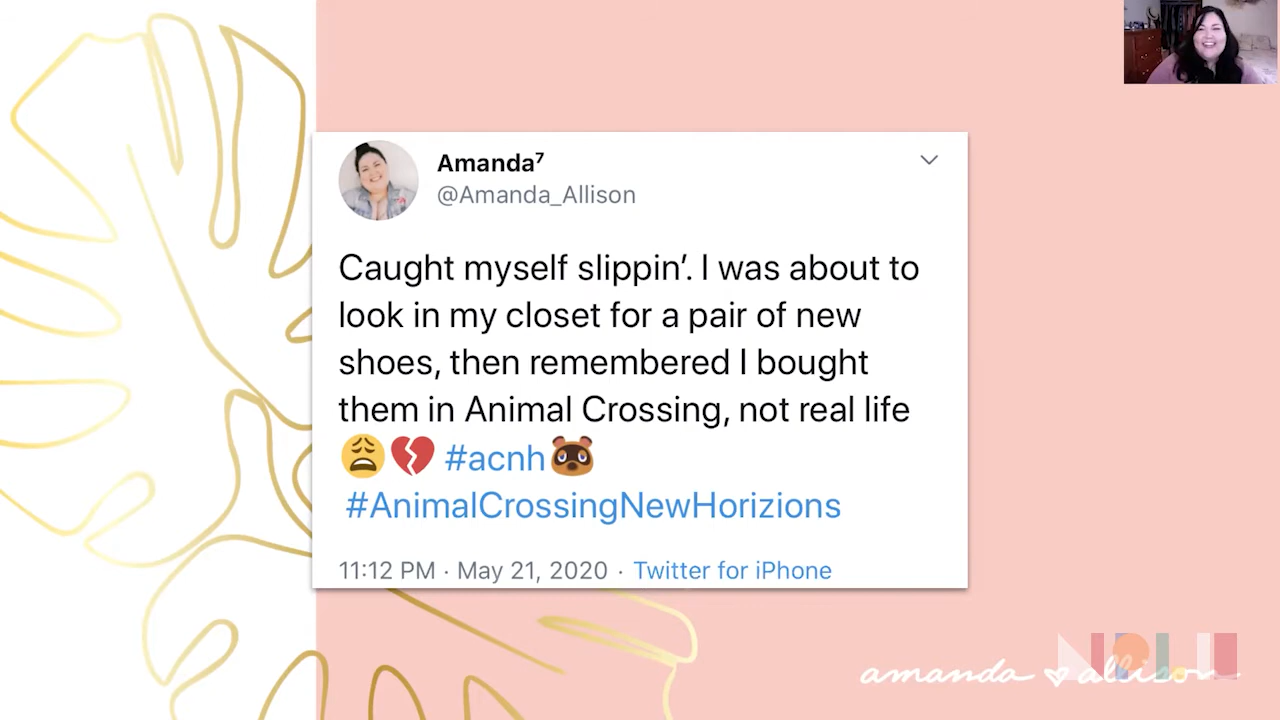 Amanda⁷
@Amanda_Allison
Caught myself slippin’. I was about to
look in my closet for a pair of new
shoes, then remembered I bought
them in Animal Crossing, not real life
😩💔 #acnh
#AnimalCrossingNewHorizions
11:12 PM · May 21, 2020 · Twitter for iPhone
amanda allison